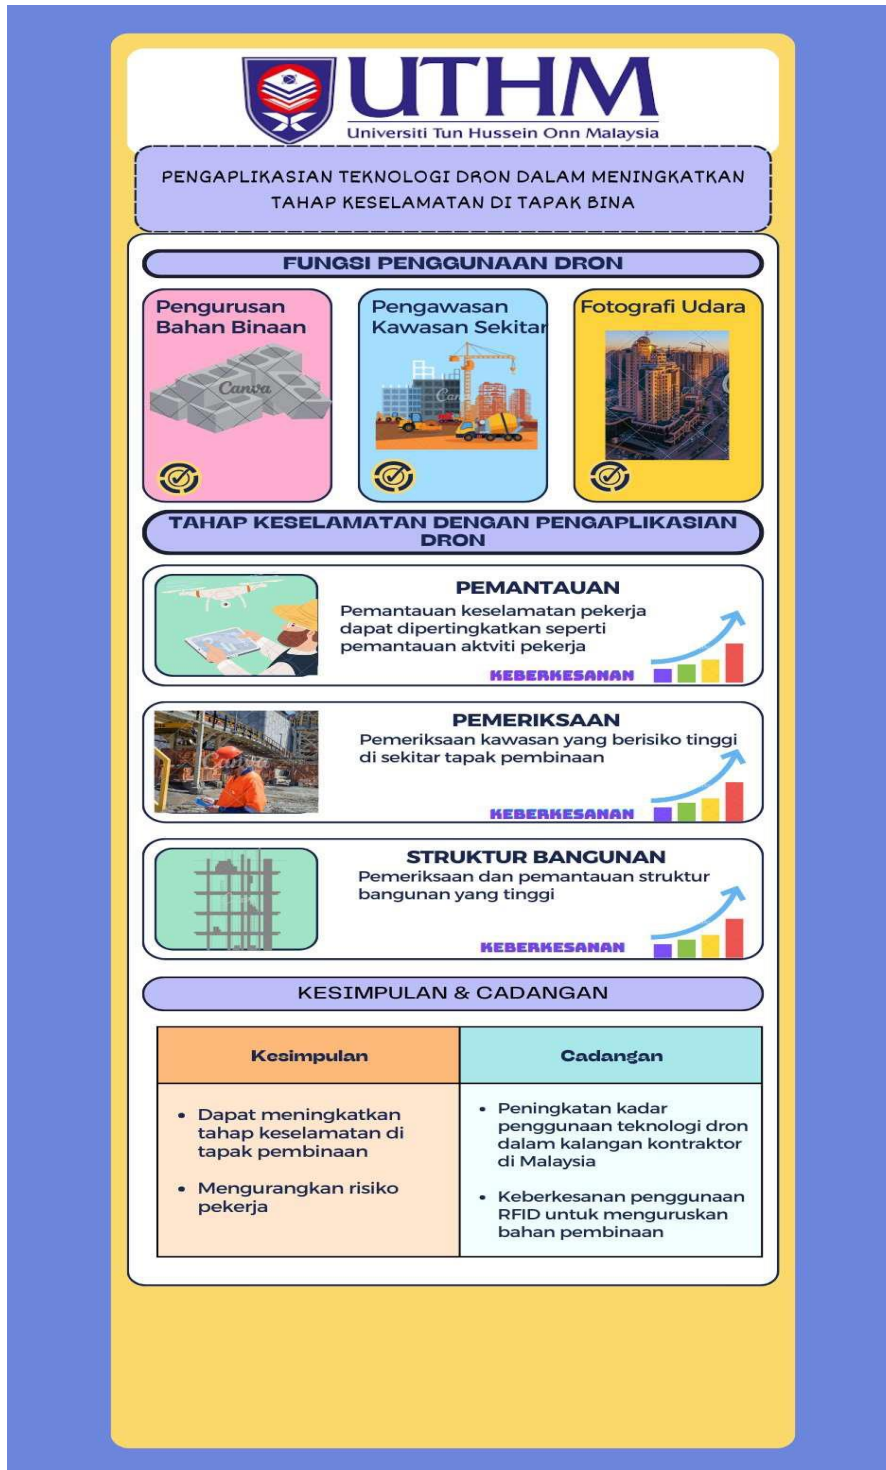 UTHM
Universiti Tun Hussein Onn Malaysia
PENGAPLIKASIAN TEKNOLOGI DRON DALAM MENINGKATKAN
TAHAP KESELAMATAN DI TAPAK BINA
FUNGSI PENGGUNAAN DRON
Pengurusan
Bahan Binaan
Canva
Pengawasan
Kawasan Sekitar
Fotografi Udara
TAHAP KESELAMATAN DENGAN PENGAPLIKASIAN
DRON
PEMANTAUAN
Pemantauan keselamatan pekerja
dapat dipertingkatkan seperti
pemantauan aktviti pekerja
KEBERKESANAN
PEMERIKSAAN
Pemeriksaan kawasan yang berisiko tinggi
di sekitar tapak pembinaan
Canva
KEBERKESANAN
STRUKTUR BANGUNAN
Pemeriksaan dan pemantauan struktur
bangunan yang tinggi
KEBERKESANAN
KESIMPULAN & CADANGAN
Kesimpulan
Cadangan
• Dapat meningkatkan
tahap keselamatan di
tapak pembinaan
• Mengurangkan risiko
pekerja
• Peningkatan kadar
penggunaan teknologi dron
dalam kalangan kontraktor
di Malaysia
• Keberkesanan penggunaan
RFID untuk menguruskan
bahan pembinaan